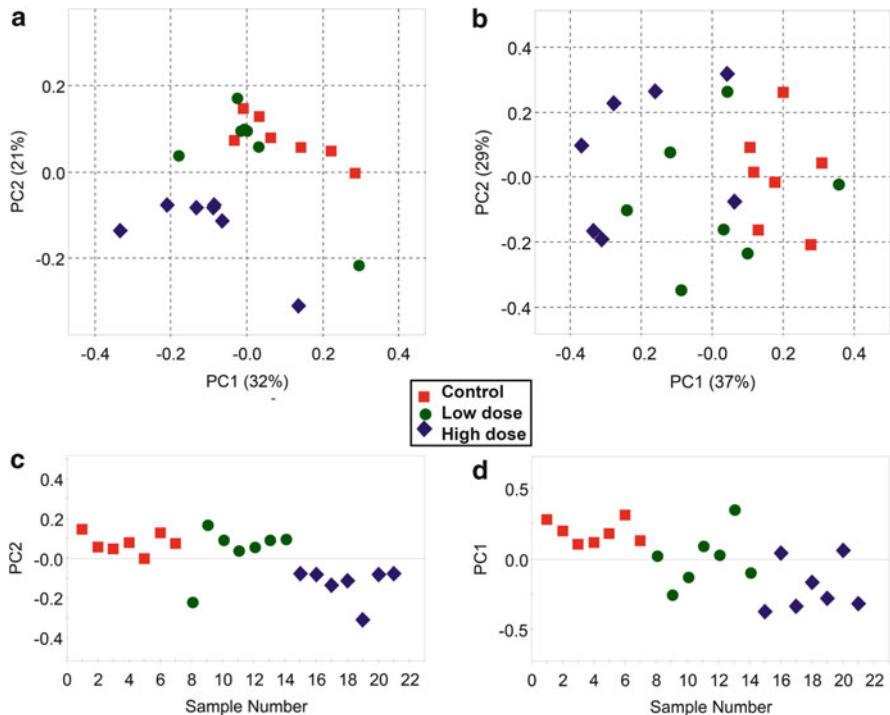 a
PC2 (21%)
0.2
0.0
-0.2
-0.4
-0.2
-0.0
0.2
0.4
PC1 (32%)
b
PC2 (29%)
0.4
0.2
-0.0
-0.2
-0.4
-0.4
0.2
-0.0
0.2
0.4
PC1 (37%)
Control
Low dose
High dose
c
PC2
0.4
0.2
-0.0
-0.2
-0.4
0 2 4 6 8 10 12 14 16 18 20 22
Sample Number
d
PC1
0.5
0.0
-0.5
0 2 4 6 8 10 12 14 16 18 20 22
Sample Number